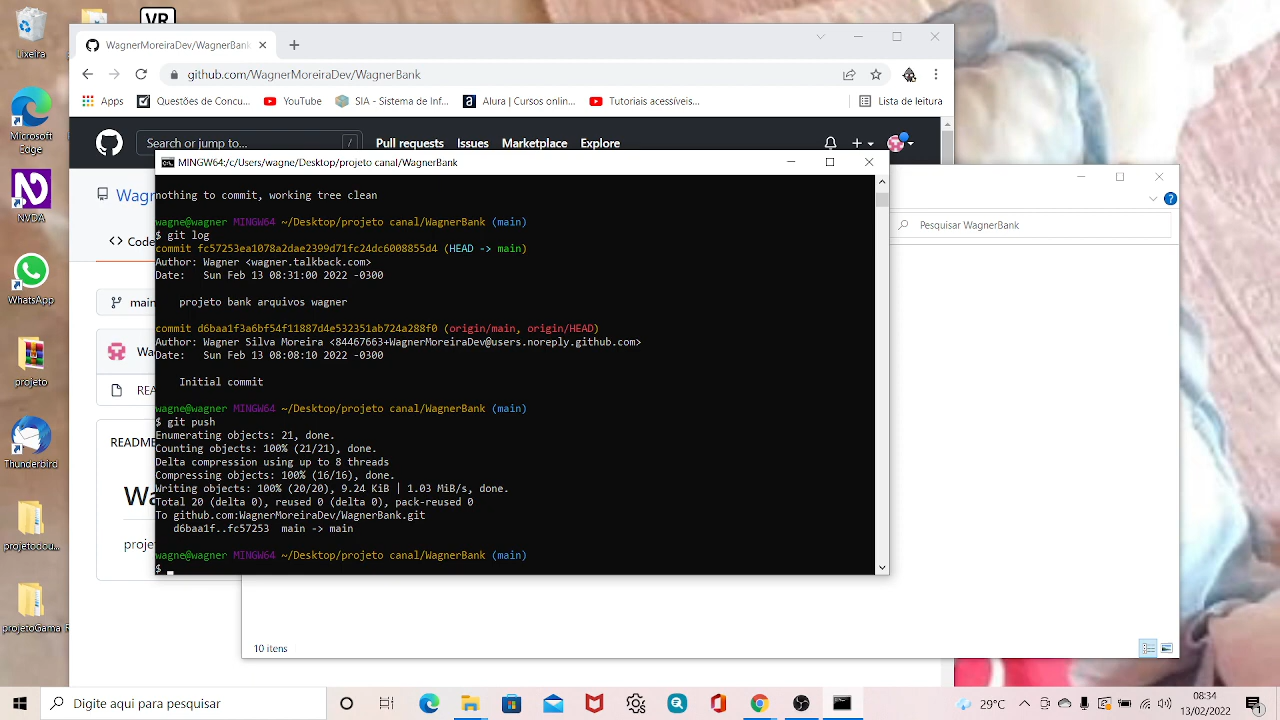 Lixeira
VR
WagnerMoreiraDev/WagnerBank
github.com/WagnerMoreiraDev/WagnerBank
Apps
Questões de Concu...
YouTube
SIA - Sistema de Inf...
Alura | Cursos onlin...
Tutoriais acessíveis...
Lista de leitura
Microsoft
Edge
Search or jump to...
/
Pull requests
Issues
Marketplace
Explore
MINGW64:/c/Users/wagne/Desktop/projeto canal/WagnerBank
nothing to commit, working tree clean
wagne@wagner MINGW64 ~/Desktop/projeto canal/WagnerBank (main)
$ git log
commit fc57253ea1078a2dae2399d71fc24dc6008855d4 (HEAD -> main)
Author: Wagner <wagner.talkback.com>
Date:   Sun Feb 13 08:31:00 2022 -0300
projeto bank arquivos wagner
commit d6baa1f3a6bf54f11887d4e532351ab724a288f0 (origin/main, origin/HEAD)
Author: Wagner Silva Moreira <84467663+WagnerMoreiraDev@users.noreply.github.com>
Date:   Sun Feb 13 08:08:10 2022 -0300
Initial commit
wagne@wagner MINGW64 ~/Desktop/projeto canal/WagnerBank (main)
$ git push
Enumerating objects: 21, done.
Counting objects: 100% (21/21), done.
Delta compression using up to 8 threads
Compressing objects: 100% (16/16), done.
Writing objects: 100% (20/20), 9.24 KiB | 1.03 MiB/s, done.
Total 20 (delta 0), reused 0 (delta 0), pack-reused 0
To github.com:WagnerMoreiraDev/WagnerBank.git
d6baa1f..fc57253  main -> main
wagne@wagner MINGW64 ~/Desktop/projeto canal/WagnerBank (main)
$
Wagn
Code
main
Wa
REA
README
Wa
projet
Pesquisar WagnerBank
10 itens
NVDA
WhatsApp
projeto
Thunderbird
projetodou...
projetoGama
Digite aqui para pesquisar
29°C
08:34
13/02/2022
1